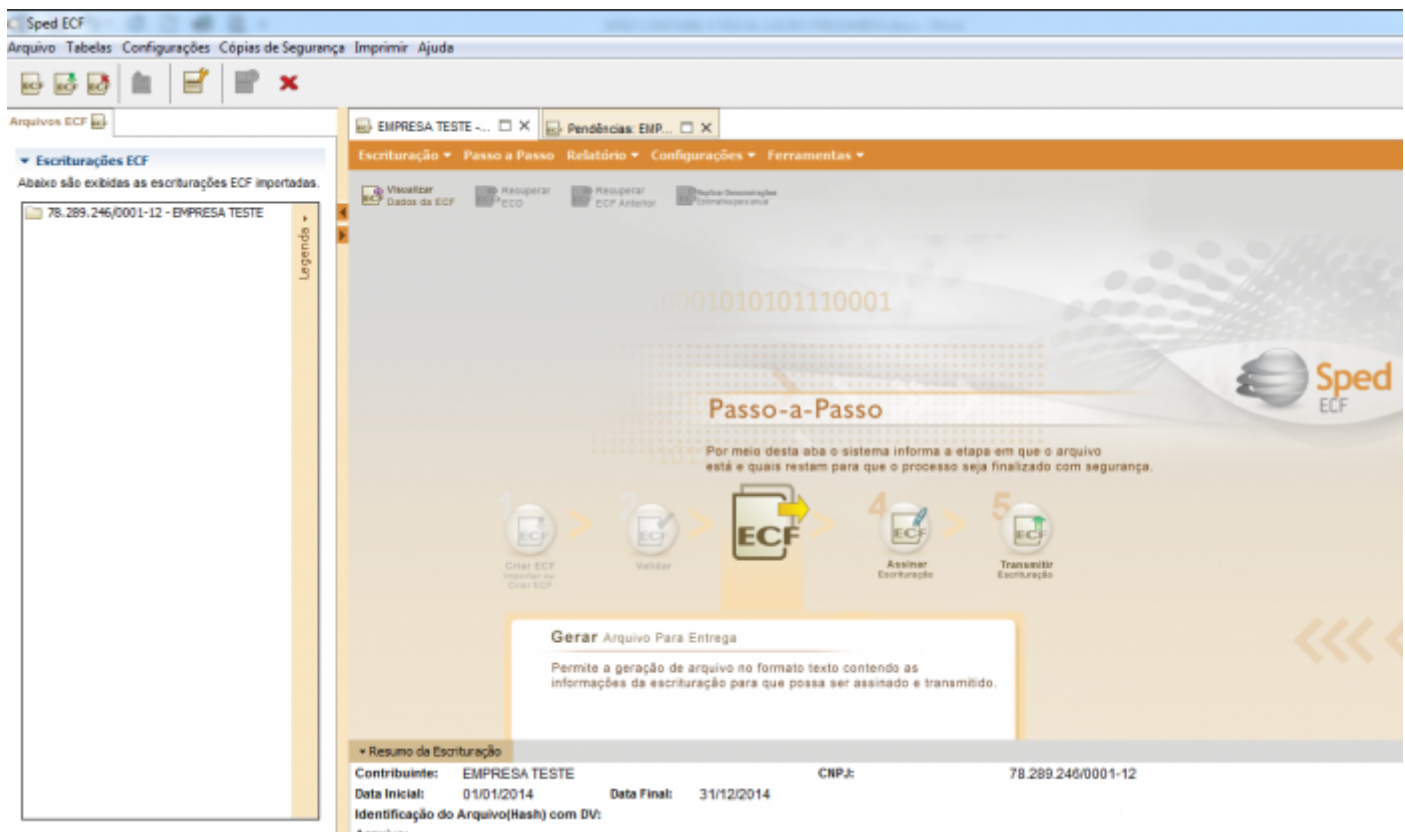 Sped ECF
Arquivo Tabelas Configurações Cópias de Segurança Imprimir Ajuda
Arquivos ECF
EMPRESA TESTE -...
Pendências: EMP...
Escrituração Passo a Passo Relatório Configurações Ferramentas
Escriturações ECF
Abaixo são exibidas as escriturações ECF importadas.
78.289.246/0001-12 - EMPRESA TESTE
Legenda
Visualizar
Dados da ECF
Recuperar
ECD
Recuperar
ECF Anterior
0001010101110001
Sped
ECF
Passo-a-Passo
Por meio desta aba o sistema informa a etapa em que o arquivo
está e quais restam para que o processo seja finalizado com segurança.
ECF
4
5
Criar ECF
Importar ou
Criar ECF
Validar
Assinar
Escrituração
Transmitir
Escrituração
Gerar Arquivo Para Entrega
Permite a geração de arquivo no formato texto contendo as
informações da escrituração para que possa ser assinado e transmitido.
Resumo da Escrituração
Contribuinte: EMPRESA TESTE CNPJ: 78.289.246/0001-12
Data Inicial: 01/01/2014 Data Final: 31/12/2014
Identificação do Arquivo(Hash) com DV: